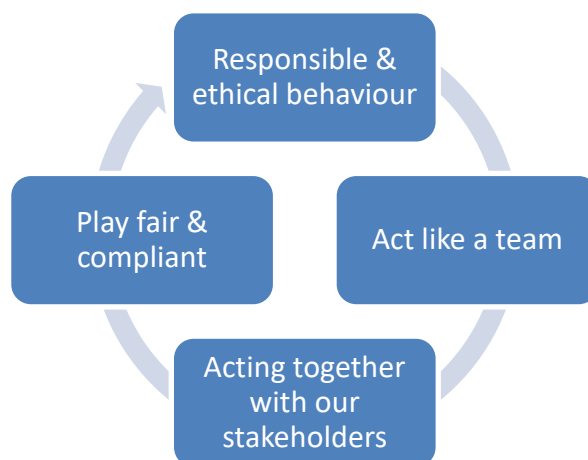 Responsible &
ethical behaviour
Act like a team
Acting together
with our
stakeholders
Play fair &
compliant